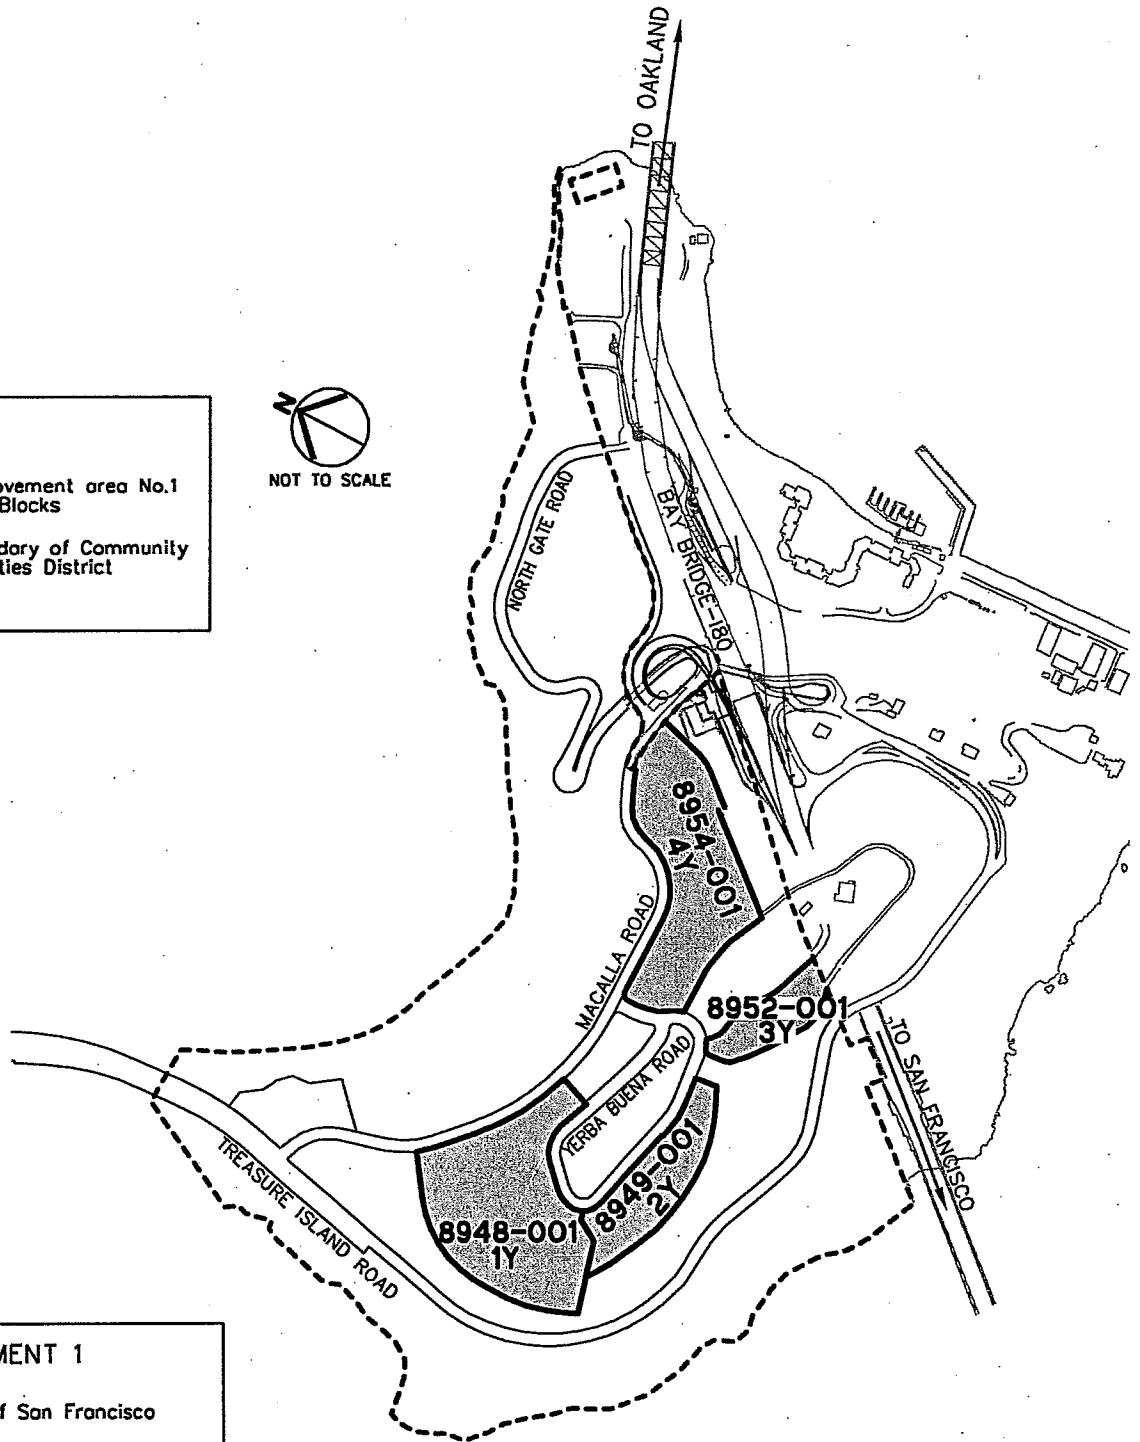 TO OAKLAND
N
NOT TO SCALE
ovement area No.1
Blocks
dary of Community
ties District
NORTH GATE ROAD
BAY BRIDGE-I80
8954-001
4Y
MACALLA ROAD
8952-001
3Y
TO SAN FRANCISCO
YERBA BUENA ROAD
8949-001
2Y
8948-001
1Y
TREASURE ISLAND ROAD
MENT 1
f San Francisco